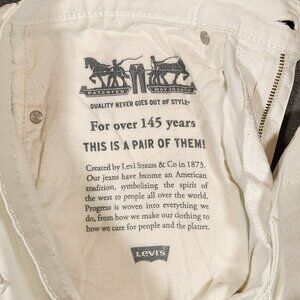 PATENTED MAY 20 1873
QUALITY NEVER GOES OUT OF STYLE
For over 145 years
THIS IS A PAIR OF THEM!
Created by Levi Strauss & Co in 1873.
Our jeans have become an American
tradition, symbolizing the spirit of
the west to people all over the world.
Progress is woven into everything we
do, from how we make our clothing to
how we care for people and the planet.
Levi's